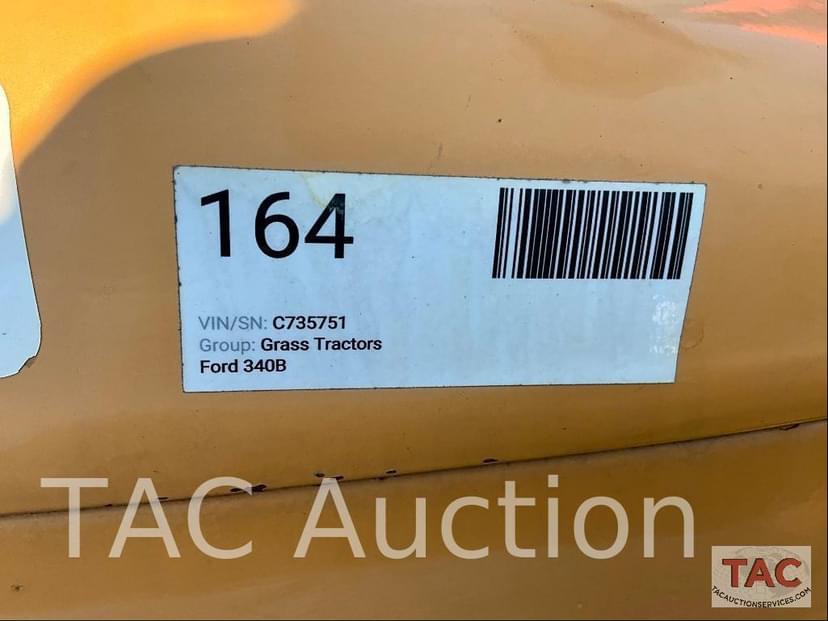 164
VIN/SN: C735751
Group: Grass Tractors
Ford 340B
TAC Auction
TAC
TACAUCTIONSERVICES.COM